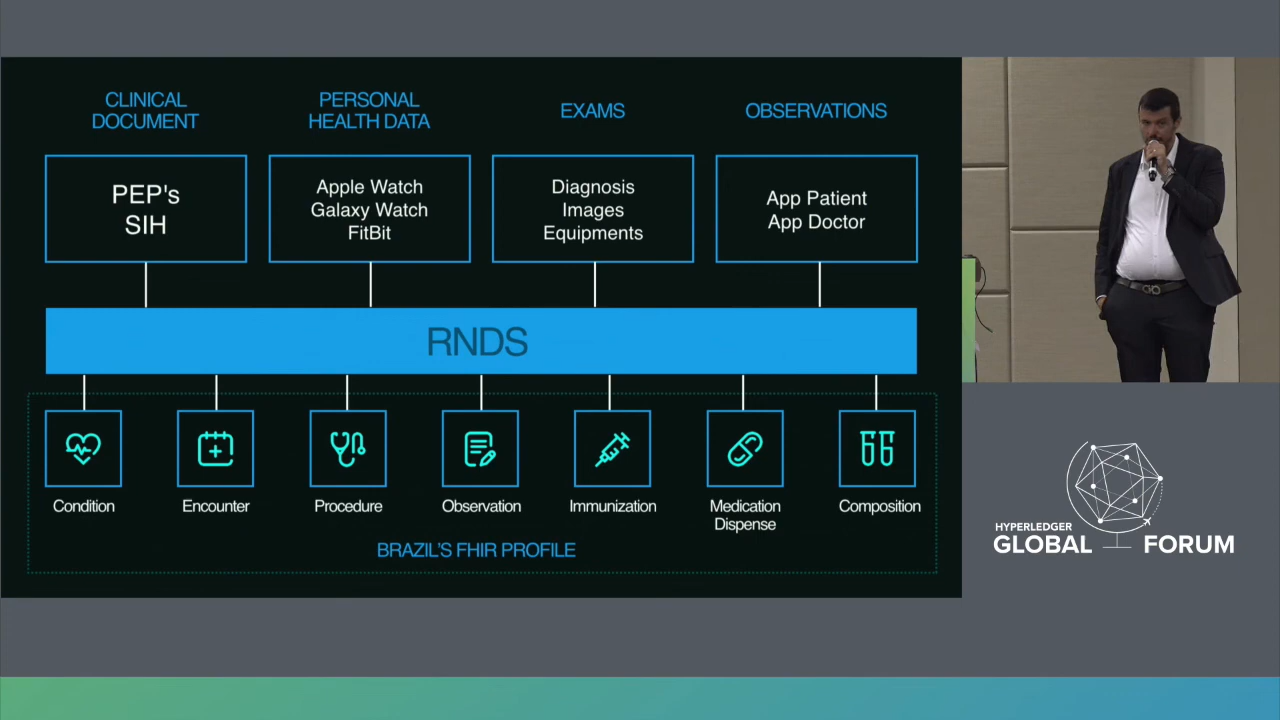 CLINICAL
DOCUMENT
PERSONAL
HEALTH DATA
EXAMS
OBSERVATIONS
PEP's
SIH
Apple Watch
Galaxy Watch
FitBit
Diagnosis
Images
Equipments
App Patient
App Doctor
RNDS
Condition
Encounter
Procedure
Observation
Immunization
Medication
Dispense
Composition
BRAZIL'S FHIR PROFILE
HYPERLEDGER
GLOBAL FORUM